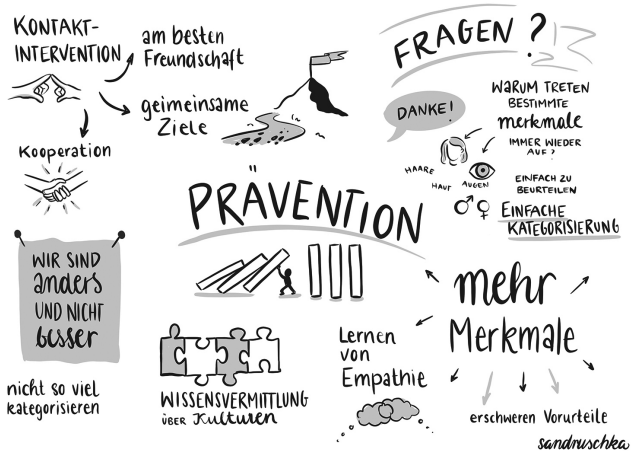 KONTAKT-
INTERVENTION
am besten
Freundschaft
geimeinsame
Ziele
Kooperation
FRAGEN?
DANKE!
WARUM TRETEN
BESTIMMTE
merkmale
IMMER WIEDER
AUF?
HAARE
HAUT
AUGEN
EINFACH ZU
BEURTEILEN
EINFACHE
KATEGORISIERUNG
PRÄVENTION
WIR SIND
anders
UND NICHT
besser
nicht so viel
kategorisieren
WISSENSVERMITTLUNG
ÜBER Kulturen
Lernen
von
Empathie
mehr
Merkmale
erschweren Vorurteile
sandruschka